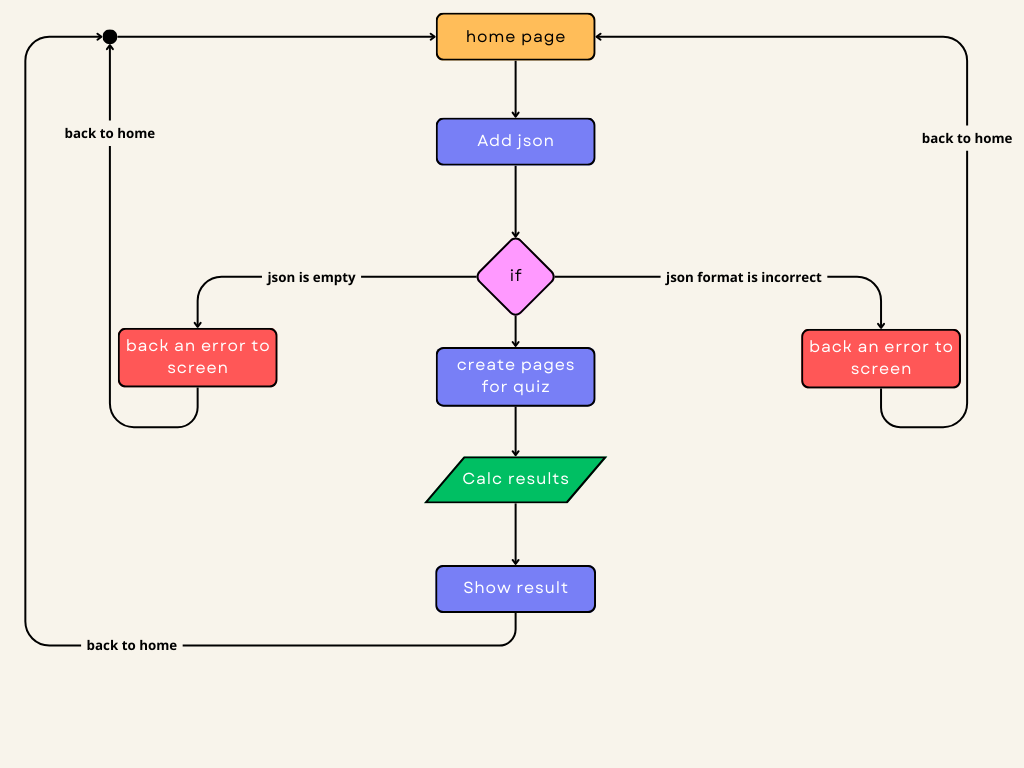 home page
back to home
Add json
back to home
json is empty
if
json format is incorrect
back an error to
screen
create pages
for quiz
back an error to
screen
Calc results
Show result
back to home